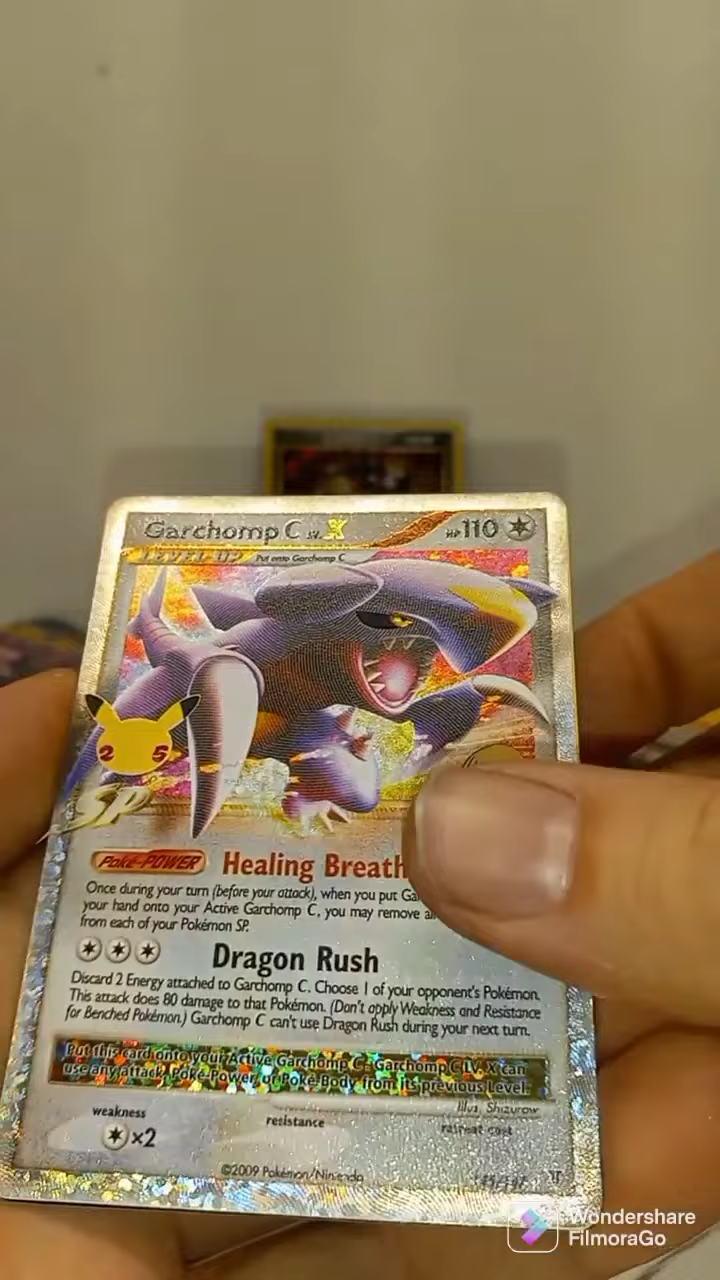 Garchomp C LV. X HP 110
LEVEL-UP Put onto Garchomp C
25
SP
Poké-POWER Healing Breath
Once during your turn (before your attack), when you put
your hand onto your Active Garchomp C, you may remove
from each of your Pokémon SP.
Dragon Rush
Discard 2 Energy attached to Garchomp C. Choose 1 of your opponent's Pokémon.
This attack does 80 damage to that Pokémon. (Don't apply Weakness and Resistance
for Benched Pokémon.) Garchomp C can't use Dragon Rush during your next turn.
Put this card onto your Active Garchomp C. Garchomp C LV. X can
use any attack, Poké-Power, or Poké-Body from its previous Level.
Illus. Shizurow
weakness resistance retreat cost
×2
©2009 Pokémon/Nintendo
Wondershare
FilmoraGo